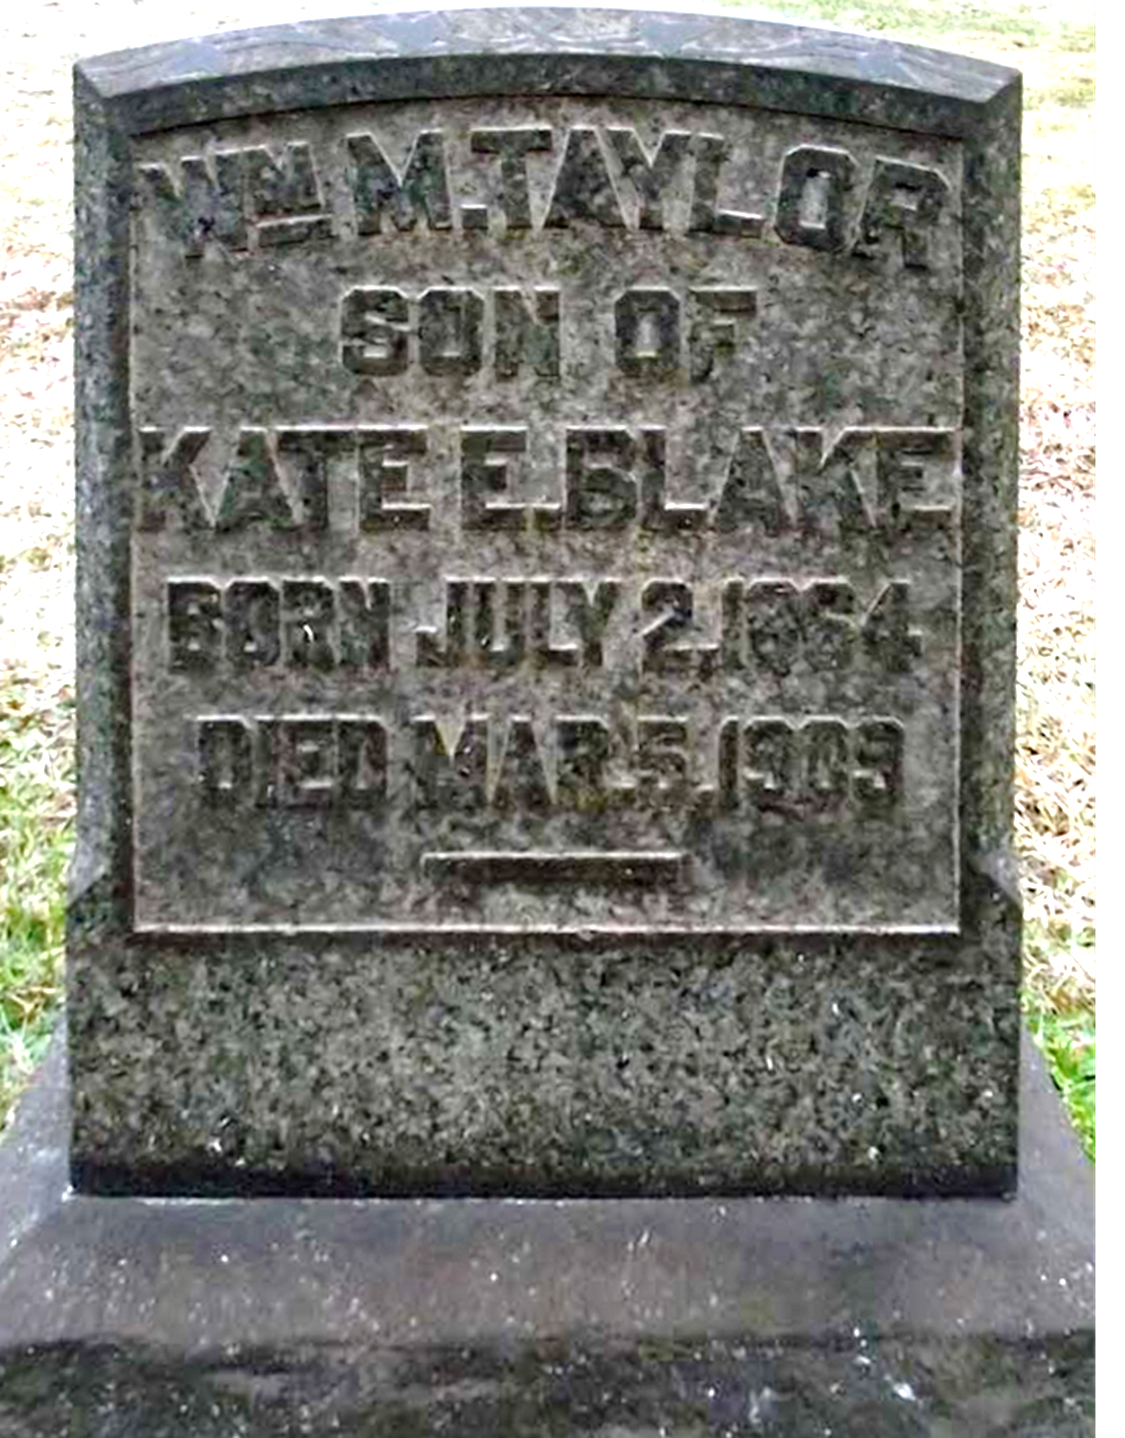 Wᴹ M. TAYLOR
SON OF
KATE E. BLAKE
BORN JULY 2, 1864
DIED MAR. 5, 1909